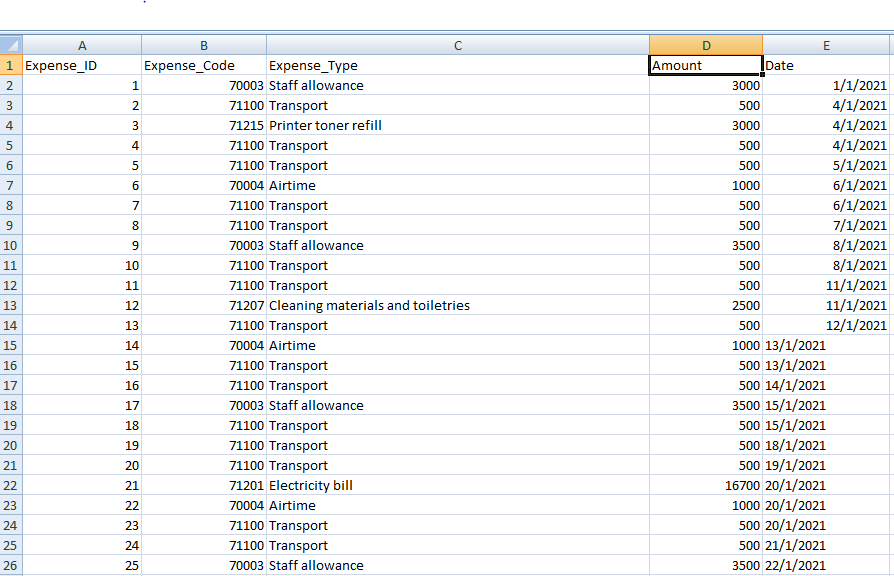 A B C D E
1 Expense_ID Expense_Code Expense_Type Amount Date
2 1 70003 Staff allowance 3000 1/1/2021
3 2 71100 Transport 500 4/1/2021
4 3 71215 Printer toner refill 3000 4/1/2021
5 4 71100 Transport 500 4/1/2021
6 5 71100 Transport 500 5/1/2021
7 6 70004 Airtime 1000 6/1/2021
8 7 71100 Transport 500 6/1/2021
9 8 71100 Transport 500 7/1/2021
10 9 70003 Staff allowance 3500 8/1/2021
11 10 71100 Transport 500 8/1/2021
12 11 71100 Transport 500 11/1/2021
13 12 71207 Cleaning materials and toiletries 2500 11/1/2021
14 13 71100 Transport 500 12/1/2021
15 14 70004 Airtime 1000 13/1/2021
16 15 71100 Transport 500 13/1/2021
17 16 71100 Transport 500 14/1/2021
18 17 70003 Staff allowance 3500 15/1/2021
19 18 71100 Transport 500 15/1/2021
20 19 71100 Transport 500 18/1/2021
21 20 71100 Transport 500 19/1/2021
22 21 71201 Electricity bill 16700 20/1/2021
23 22 70004 Airtime 1000 20/1/2021
24 23 71100 Transport 500 20/1/2021
25 24 71100 Transport 500 21/1/2021
26 25 70003 Staff allowance 3500 22/1/2021